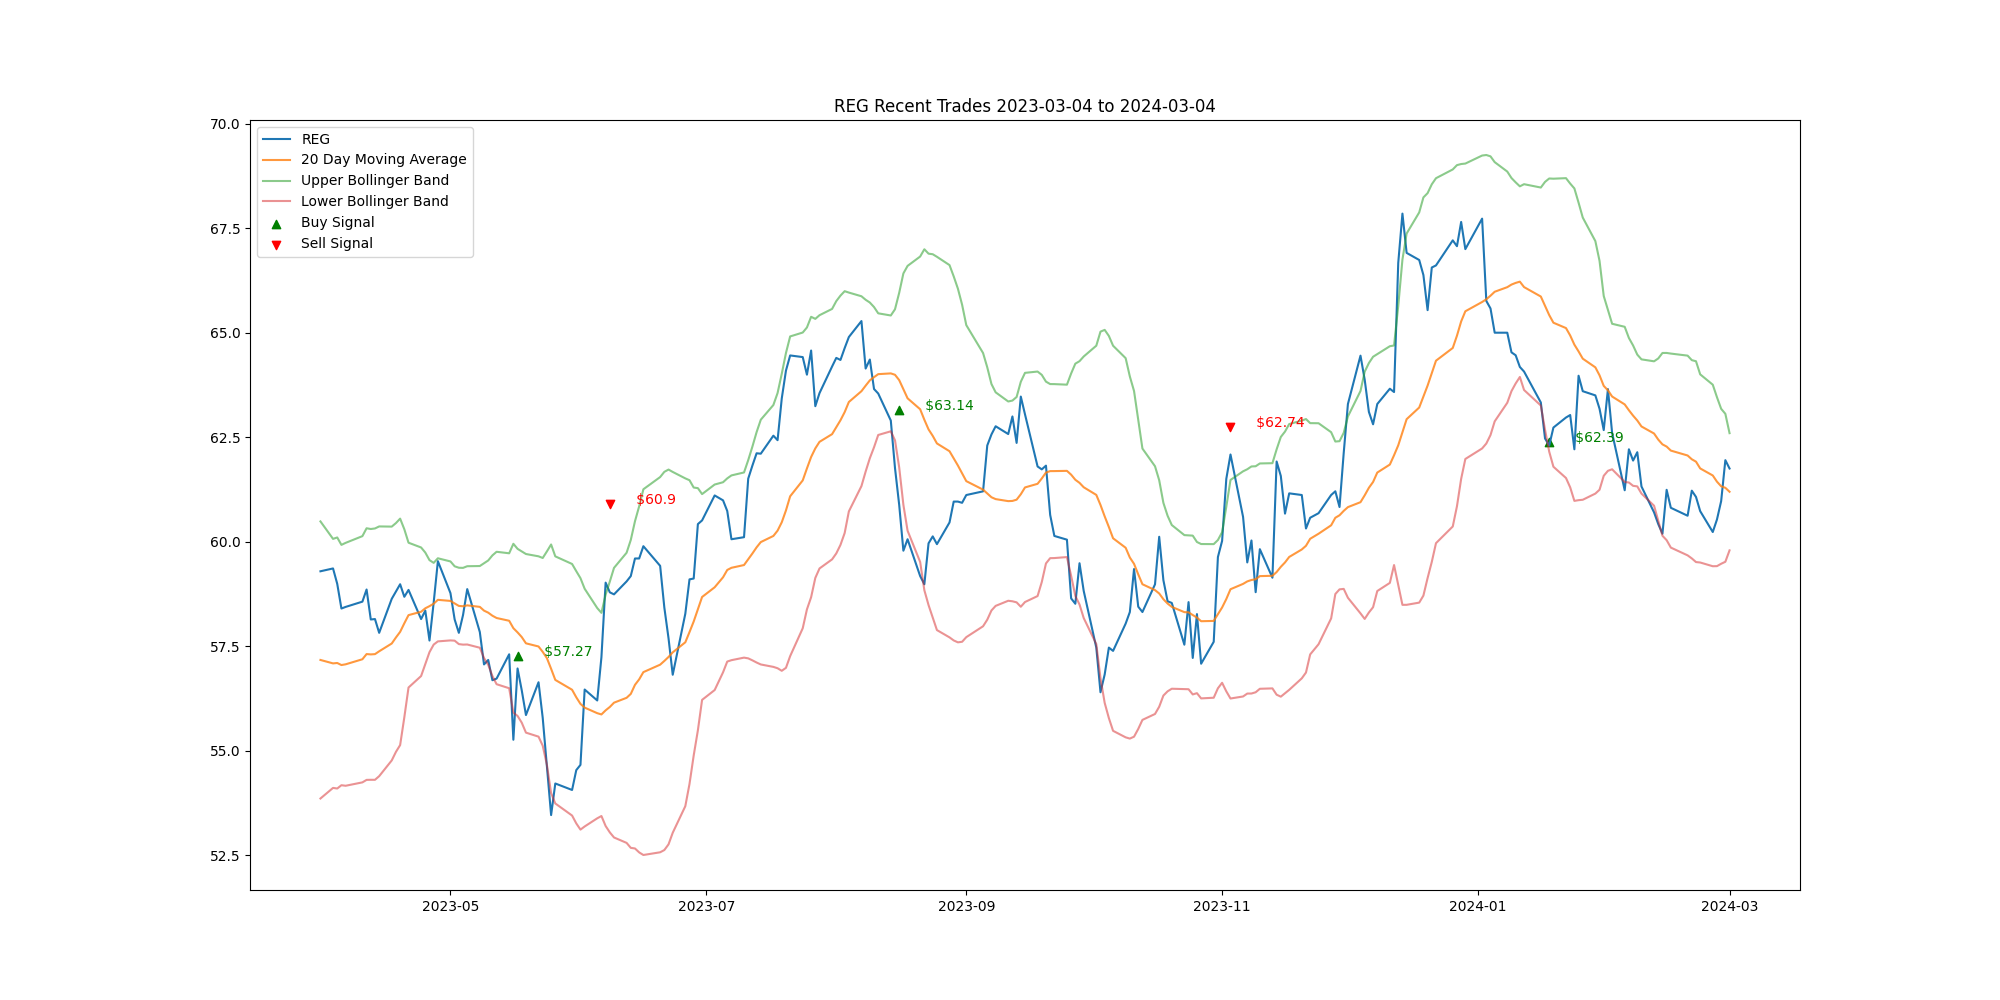 REG Recent Trades 2023-03-04 to 2024-03-04
70.0
67.5
65.0
62.5
60.0
57.5
55.0
52.5
REG
20 Day Moving Average
Upper Bollinger Band
Lower Bollinger Band
Buy Signal
Sell Signal
$57.27
$60.9
$63.14
$62.74
$62.39
2023-05
2023-07
2023-09
2023-11
2024-01
2024-03